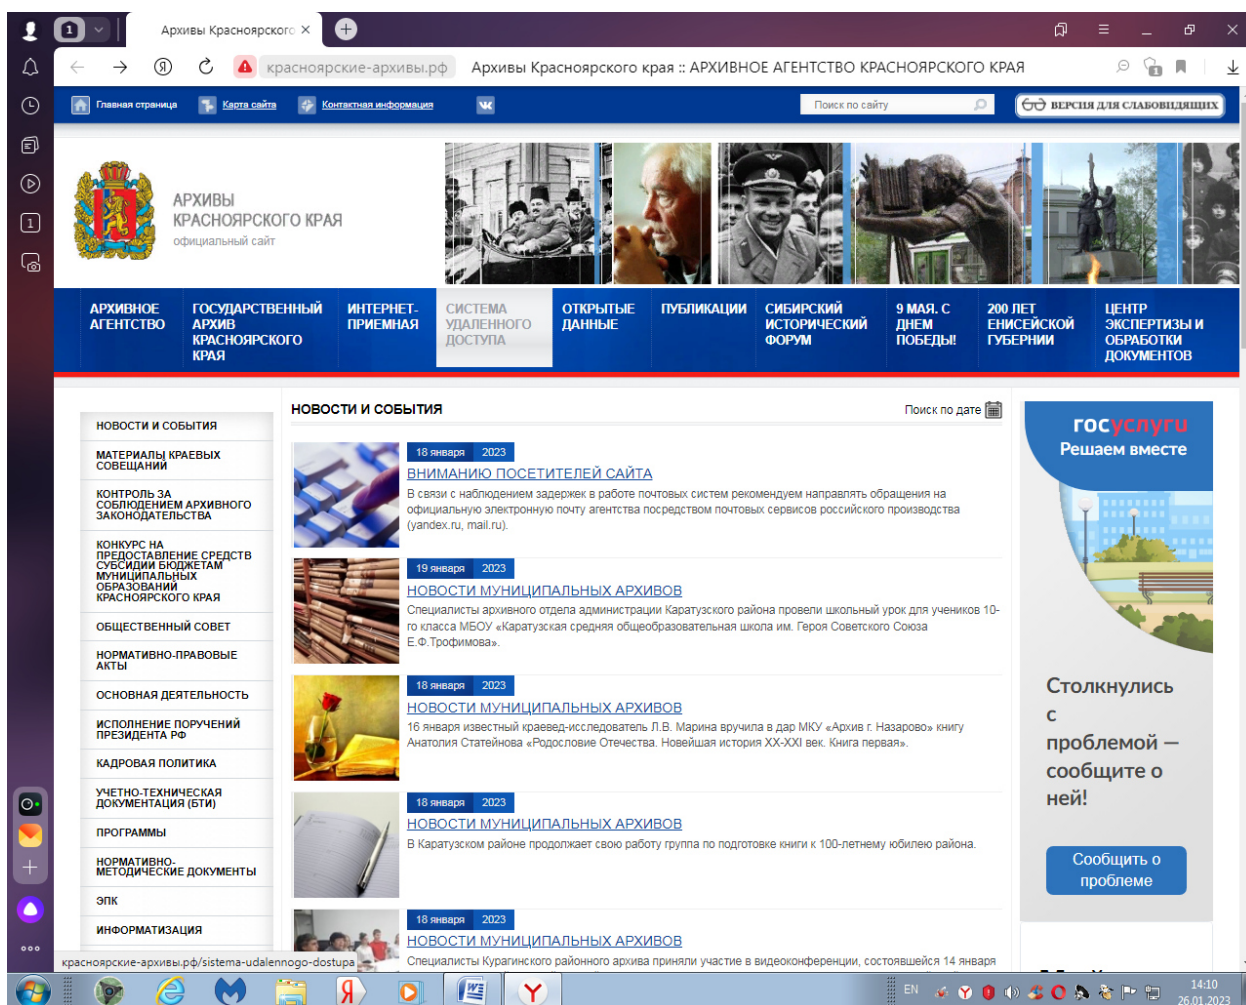 1
Архивы Красноярского
красноярские-архивы.рф
Архивы Красноярского края :: АРХИВНОЕ АГЕНТСТВО КРАСНОЯРСКОГО КРАЯ
Главная страница
Карта сайта
Контактная информация
Поиск по сайту
ВЕРСИЯ ДЛЯ СЛАБОВИДЯЩИХ
АРХИВЫ
КРАСНОЯРСКОГО КРАЯ
официальный сайт
АРХИВНОЕ
АГЕНТСТВО
ГОСУДАРСТВЕННЫЙ
АРХИВ
КРАСНОЯРСКОГО
КРАЯ
ИНТЕРНЕТ-
ПРИЕМНАЯ
СИСТЕМА
УДАЛЕННОГО
ДОСТУПА
ОТКРЫТЫЕ
ДАННЫЕ
ПУБЛИКАЦИИ
СИБИРСКИЙ
ИСТОРИЧЕСКИЙ
ФОРУМ
9 МАЯ. С
ДНЕМ
ПОБЕДЫ!
200 ЛЕТ
ЕНИСЕЙСКОЙ
ГУБЕРНИИ
ЦЕНТР
ЭКСПЕРТИЗЫ И
ОБРАБОТКИ
ДОКУМЕНТОВ
НОВОСТИ И СОБЫТИЯ
МАТЕРИАЛЫ КРАЕВЫХ
СОВЕЩАНИЙ
КОНТРОЛЬ ЗА
СОБЛЮДЕНИЕМ АРХИВНОГО
ЗАКОНОДАТЕЛЬСТВА
КОНКУРС НА
ПРЕДОСТАВЛЕНИЕ СРЕДСТВ
СУБСИДИИ БЮДЖЕТАМ
МУНИЦИПАЛЬНЫХ
ОБРАЗОВАНИЙ
КРАСНОЯРСКОГО КРАЯ
ОБЩЕСТВЕННЫЙ СОВЕТ
НОРМАТИВНО-ПРАВОВЫЕ
АКТЫ
ОСНОВНАЯ ДЕЯТЕЛЬНОСТЬ
ИСПОЛНЕНИЕ ПОРУЧЕНИЙ
ПРЕЗИДЕНТА РФ
КАДРОВАЯ ПОЛИТИКА
УЧЕТНО-ТЕХНИЧЕСКАЯ
ДОКУМЕНТАЦИЯ (БТИ)
ПРОГРАММЫ
НОРМАТИВНО-
МЕТОДИЧЕСКИЕ ДОКУМЕНТЫ
ЭПК
ИНФОРМАТИЗАЦИЯ
НОВОСТИ И СОБЫТИЯ
Поиск по дате
18 января 2023
ВНИМАНИЮ ПОСЕТИТЕЛЕЙ САЙТА
В связи с наблюдением задержек в работе почтовых систем рекомендуем направлять обращения на
официальную электронную почту агентства посредством почтовых сервисов российского производства
(yandex.ru, mail.ru).
19 января 2023
НОВОСТИ МУНИЦИПАЛЬНЫХ АРХИВОВ
Специалисты архивного отдела администрации Каратузского района провели школьный урок для учеников 10-
го класса МБОУ «Каратузская средняя общеобразовательная школа им. Героя Советского Союза
Е.Ф.Трофимова».
18 января 2023
НОВОСТИ МУНИЦИПАЛЬНЫХ АРХИВОВ
16 января известный краевед-исследователь Л.В. Марина вручила в дар МКУ «Архив г. Назарово» книгу
Анатолия Статейнова «Родословие Отечества. Новейшая история XX-XXI век. Книга первая».
18 января 2023
НОВОСТИ МУНИЦИПАЛЬНЫХ АРХИВОВ
В Каратузском районе продолжает свою работу группа по подготовке книги к 100-летнему юбилею района.
18 января 2023
НОВОСТИ МУНИЦИПАЛЬНЫХ АРХИВОВ
Специалисты Курагинского районного архива приняли участие в видеоконференции, состоявшейся 14 января
госуслуги
Решаем вместе
Столкнулись
с
проблемой —
сообщите о
ней!
Сообщить о
проблеме
красноярские-архивы.рф/sistema-udalennogo-dostupa
EN
14:10
26.01.2023